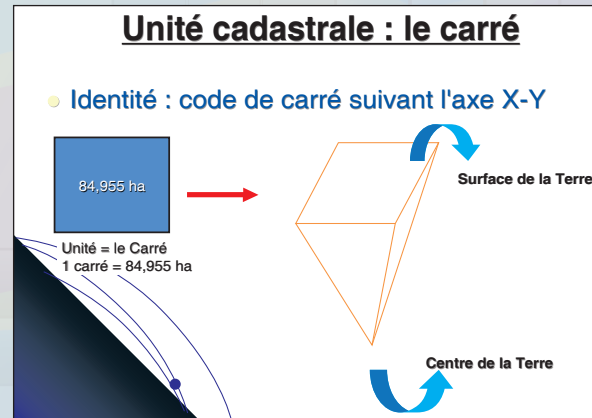 Unité cadastrale : le carré
Identité : code de carré suivant l'axe X-Y
84,955 ha
Surface de la Terre
Unité = le Carré
1 carré = 84,955 ha
Centre de la Terre